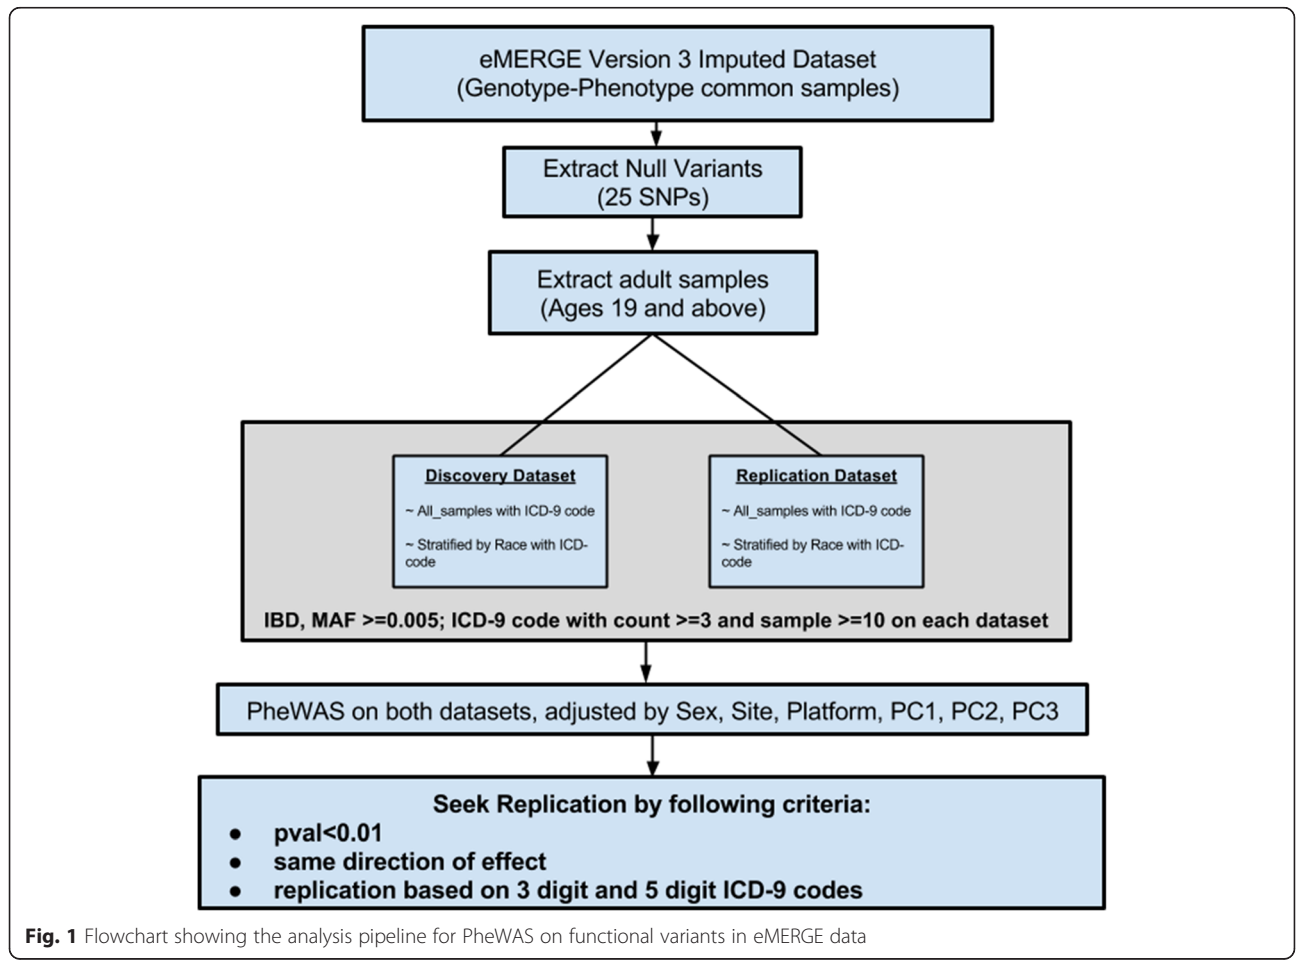 eMERGE Version 3 Imputed Dataset
(Genotype-Phenotype common samples)
Extract Null Variants
(25 SNPs)
Extract adult samples
(Ages 19 and above)
Discovery Dataset
~ All_samples with ICD-9 code
~ Stratified by Race with ICD-
code
Replication Dataset
~ All_samples with ICD-9 code
~ Stratified by Race with ICD-
code
IBD, MAF >=0.005; ICD-9 code with count >=3 and sample >=10 on each dataset
PheWAS on both datasets, adjusted by Sex, Site, Platform, PC1, PC2, PC3
Seek Replication by following criteria:
● pval<0.01
● same direction of effect
● replication based on 3 digit and 5 digit ICD-9 codes
Fig. 1 Flowchart showing the analysis pipeline for PheWAS on functional variants in eMERGE data